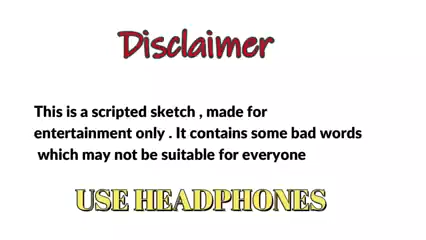 Disclaimer
This is a scripted sketch , made for
entertainment only . It contains some bad words
which may not be suitable for everyone
USE HEADPHONES